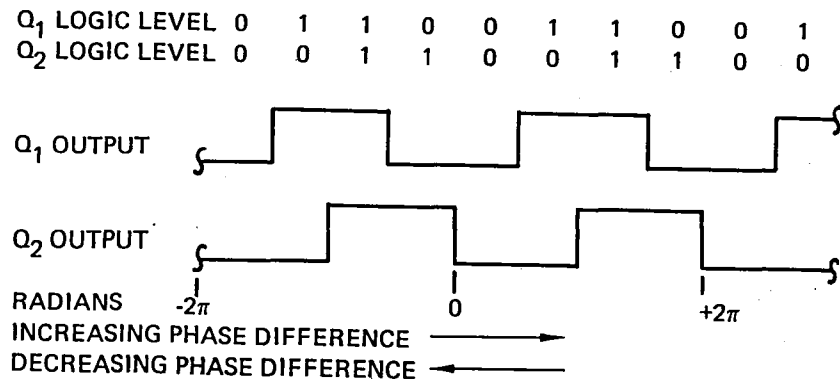 Q1 LOGIC LEVEL 0 1 1 0 0 1 1 0 0 1
Q2 LOGIC LEVEL 0 0 1 1 0 0 1 1 0 0
Q1 OUTPUT
Q2 OUTPUT
RADIANS -2π 0 +2π
INCREASING PHASE DIFFERENCE
DECREASING PHASE DIFFERENCE